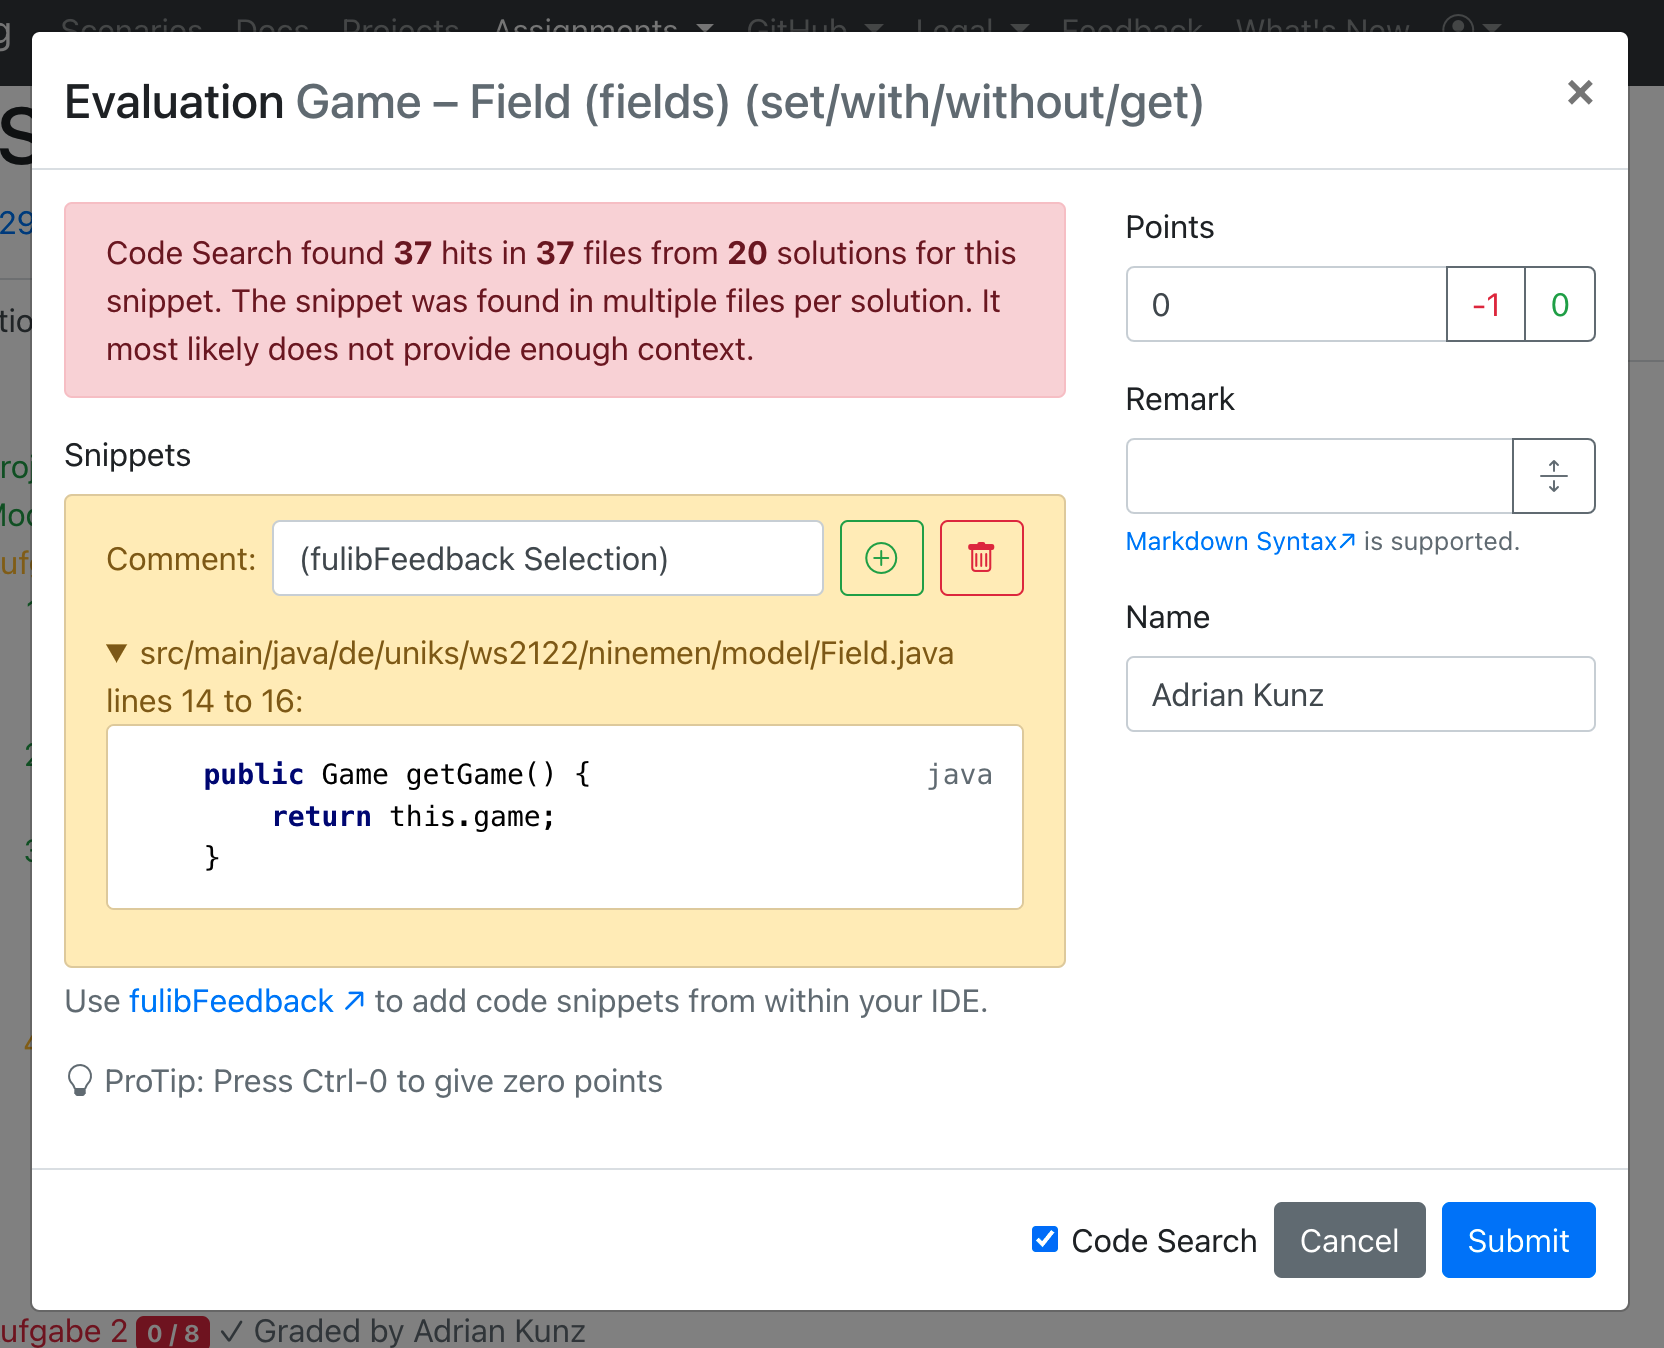 Scenarios Docs Projects Assignments GitHub Legal Feedback What's New
Evaluation Game – Field (fields) (set/with/without/get)
Code Search found 37 hits in 37 files from 20 solutions for this
snippet. The snippet was found in multiple files per solution. It
most likely does not provide enough context.
Snippets
Comment: (fulibFeedback Selection)
▼ src/main/java/de/uniks/ws2122/ninemen/model/Field.java
lines 14 to 16:
public Game getGame() { java
return this.game;
}
Use fulibFeedback ↗ to add code snippets from within your IDE.
ProTip: Press Ctrl-0 to give zero points
Points
0 -1 0
Remark
Markdown Syntax↗ is supported.
Name
Adrian Kunz
Code Search Cancel Submit
ufgabe 2 0 / 8 ✓ Graded by Adrian Kunz